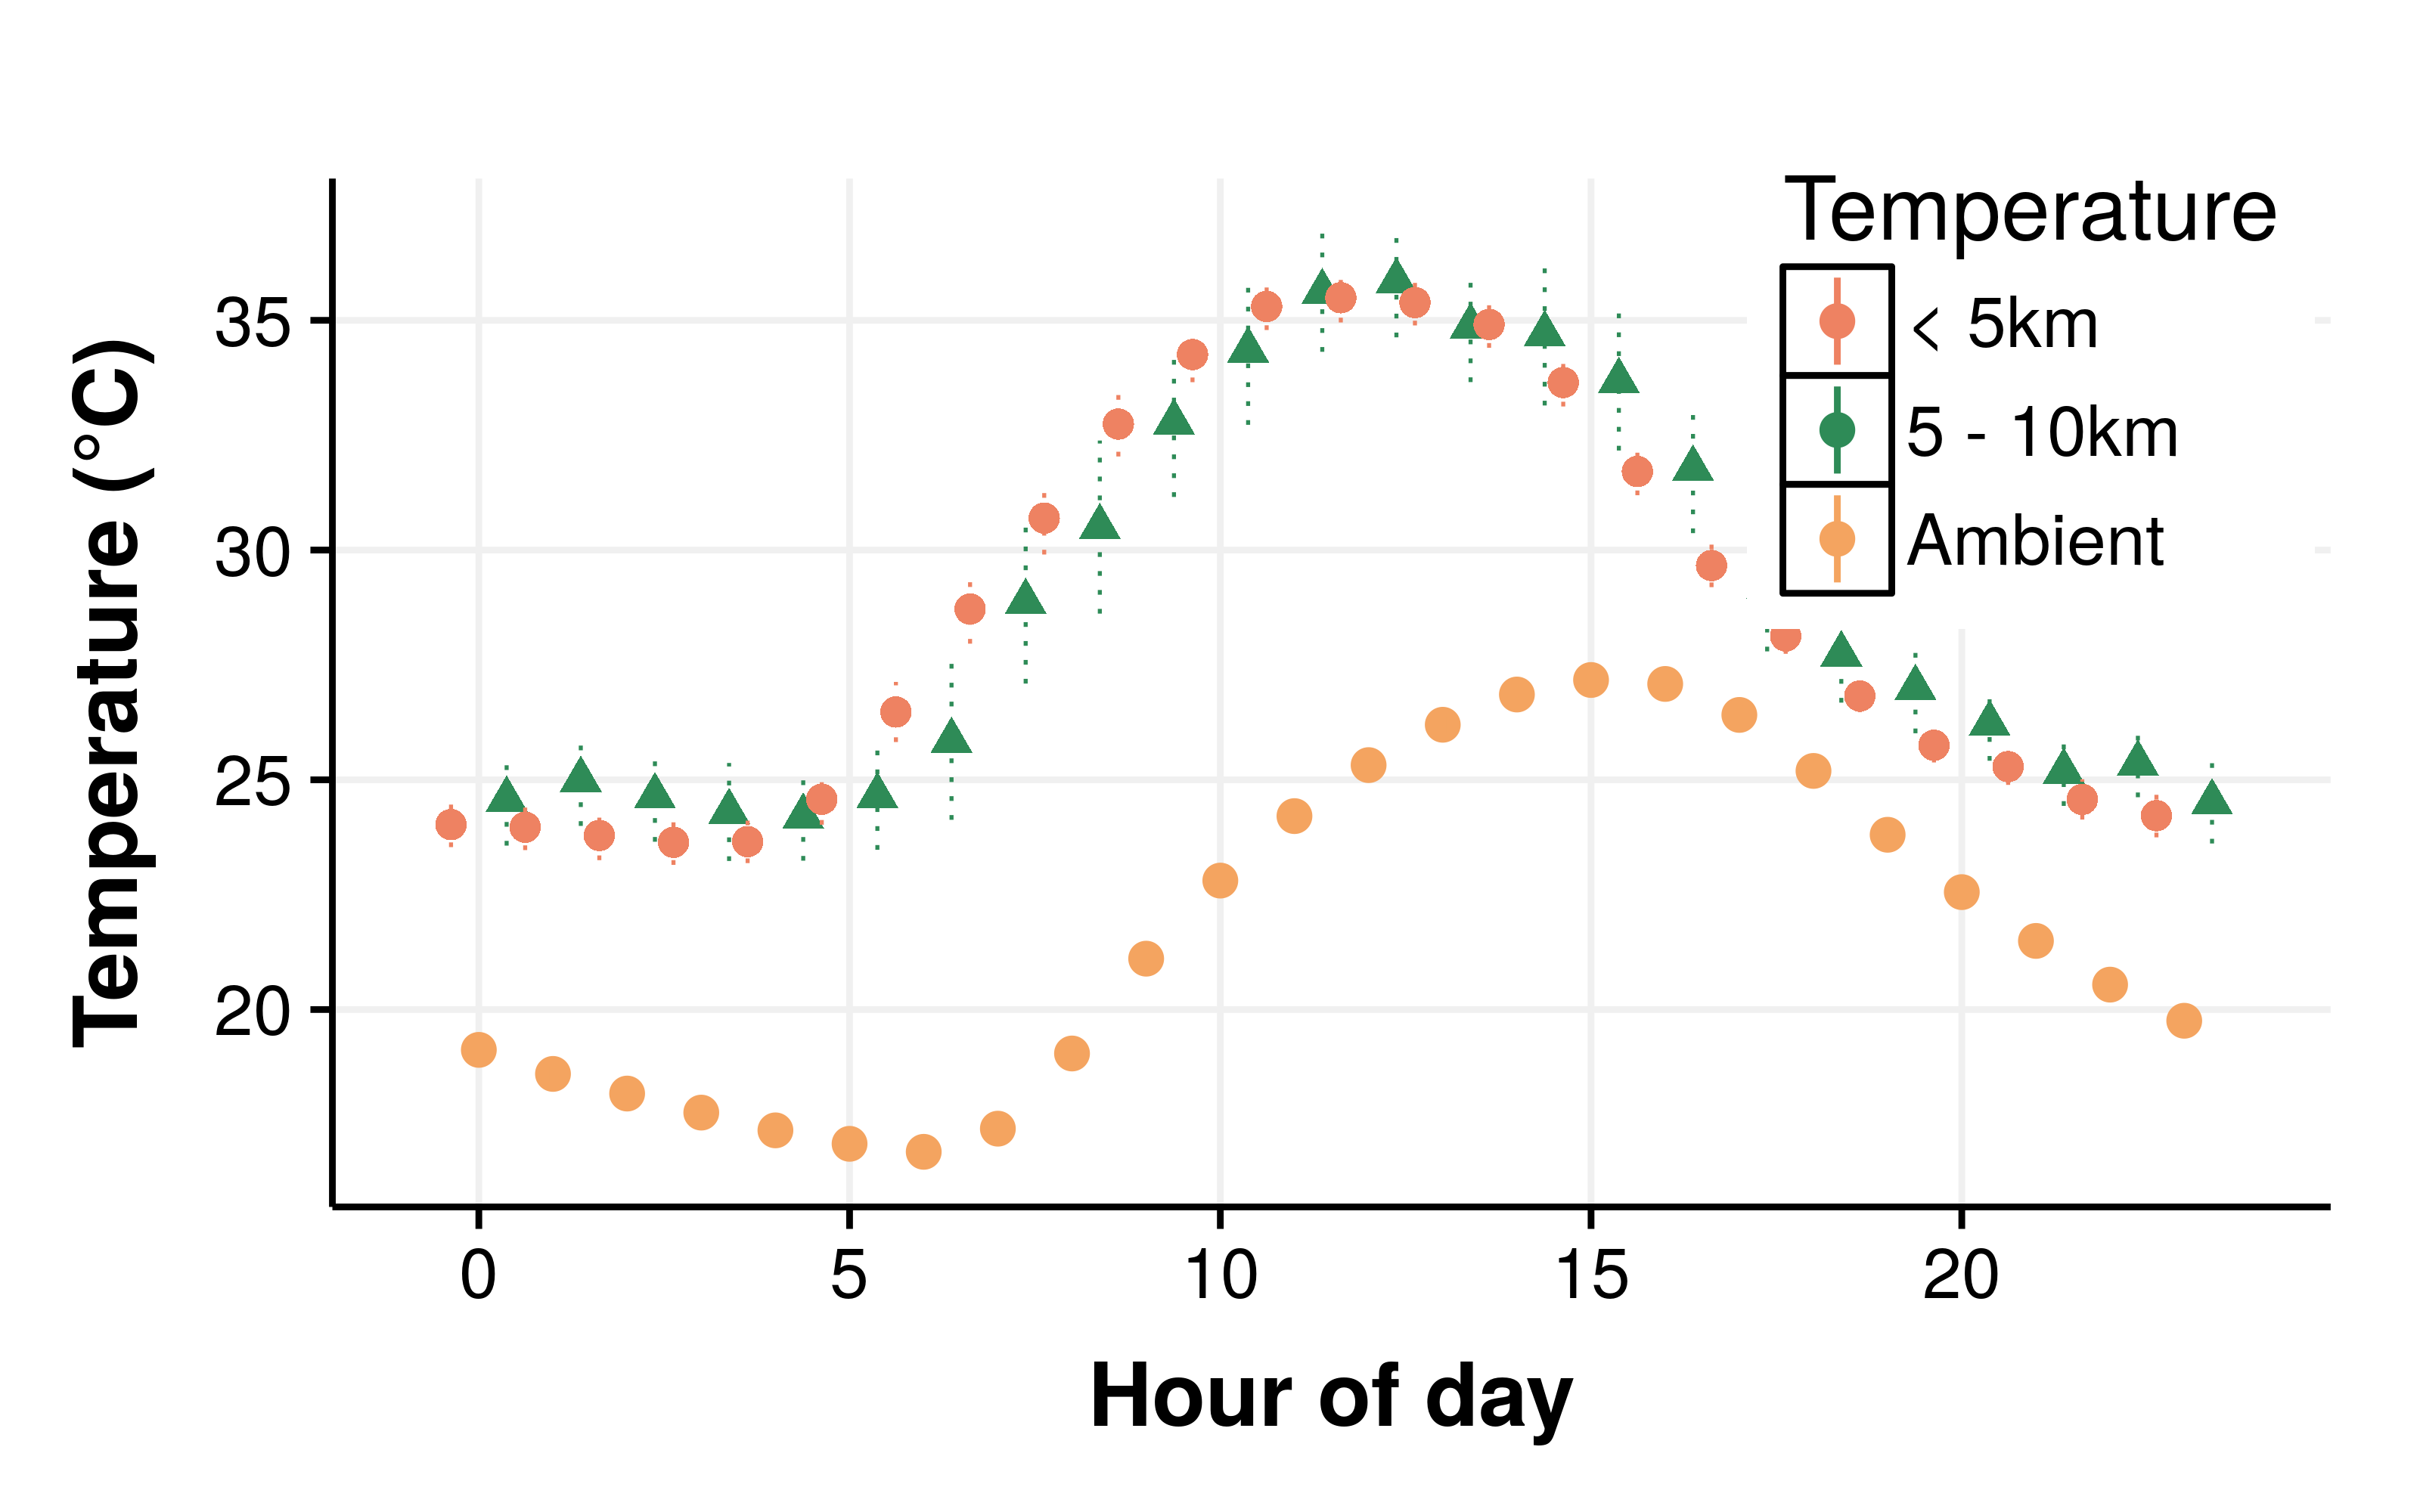 Temperature
< 5km
5 - 10km
Ambient
Temperature (°C)
35
30
25
20
0 5 10 15 20
Hour of day